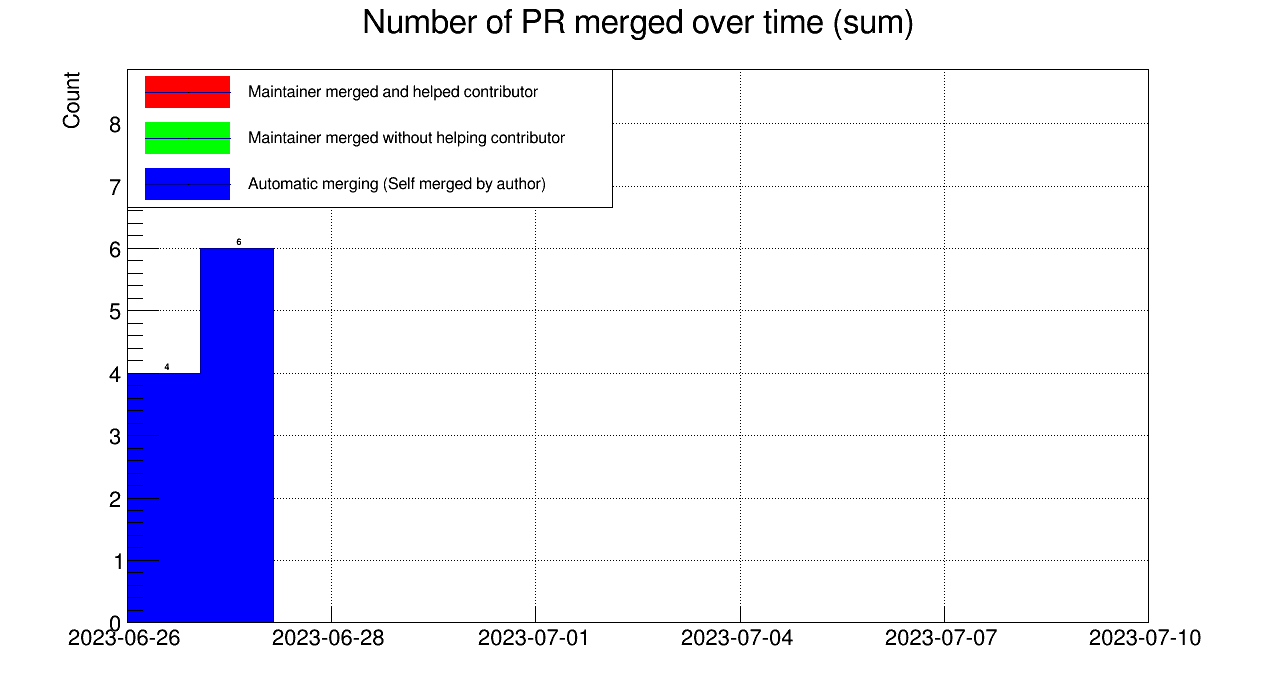 Number of PR merged over time (sum)
Count
Maintainer merged and helped contributor
Maintainer merged without helping contributor
Automatic merging (Self merged by author)
8
7
6
5
4
3
2
1
0
6
4
2023-06-26 2023-06-28 2023-07-01 2023-07-04 2023-07-07 2023-07-10